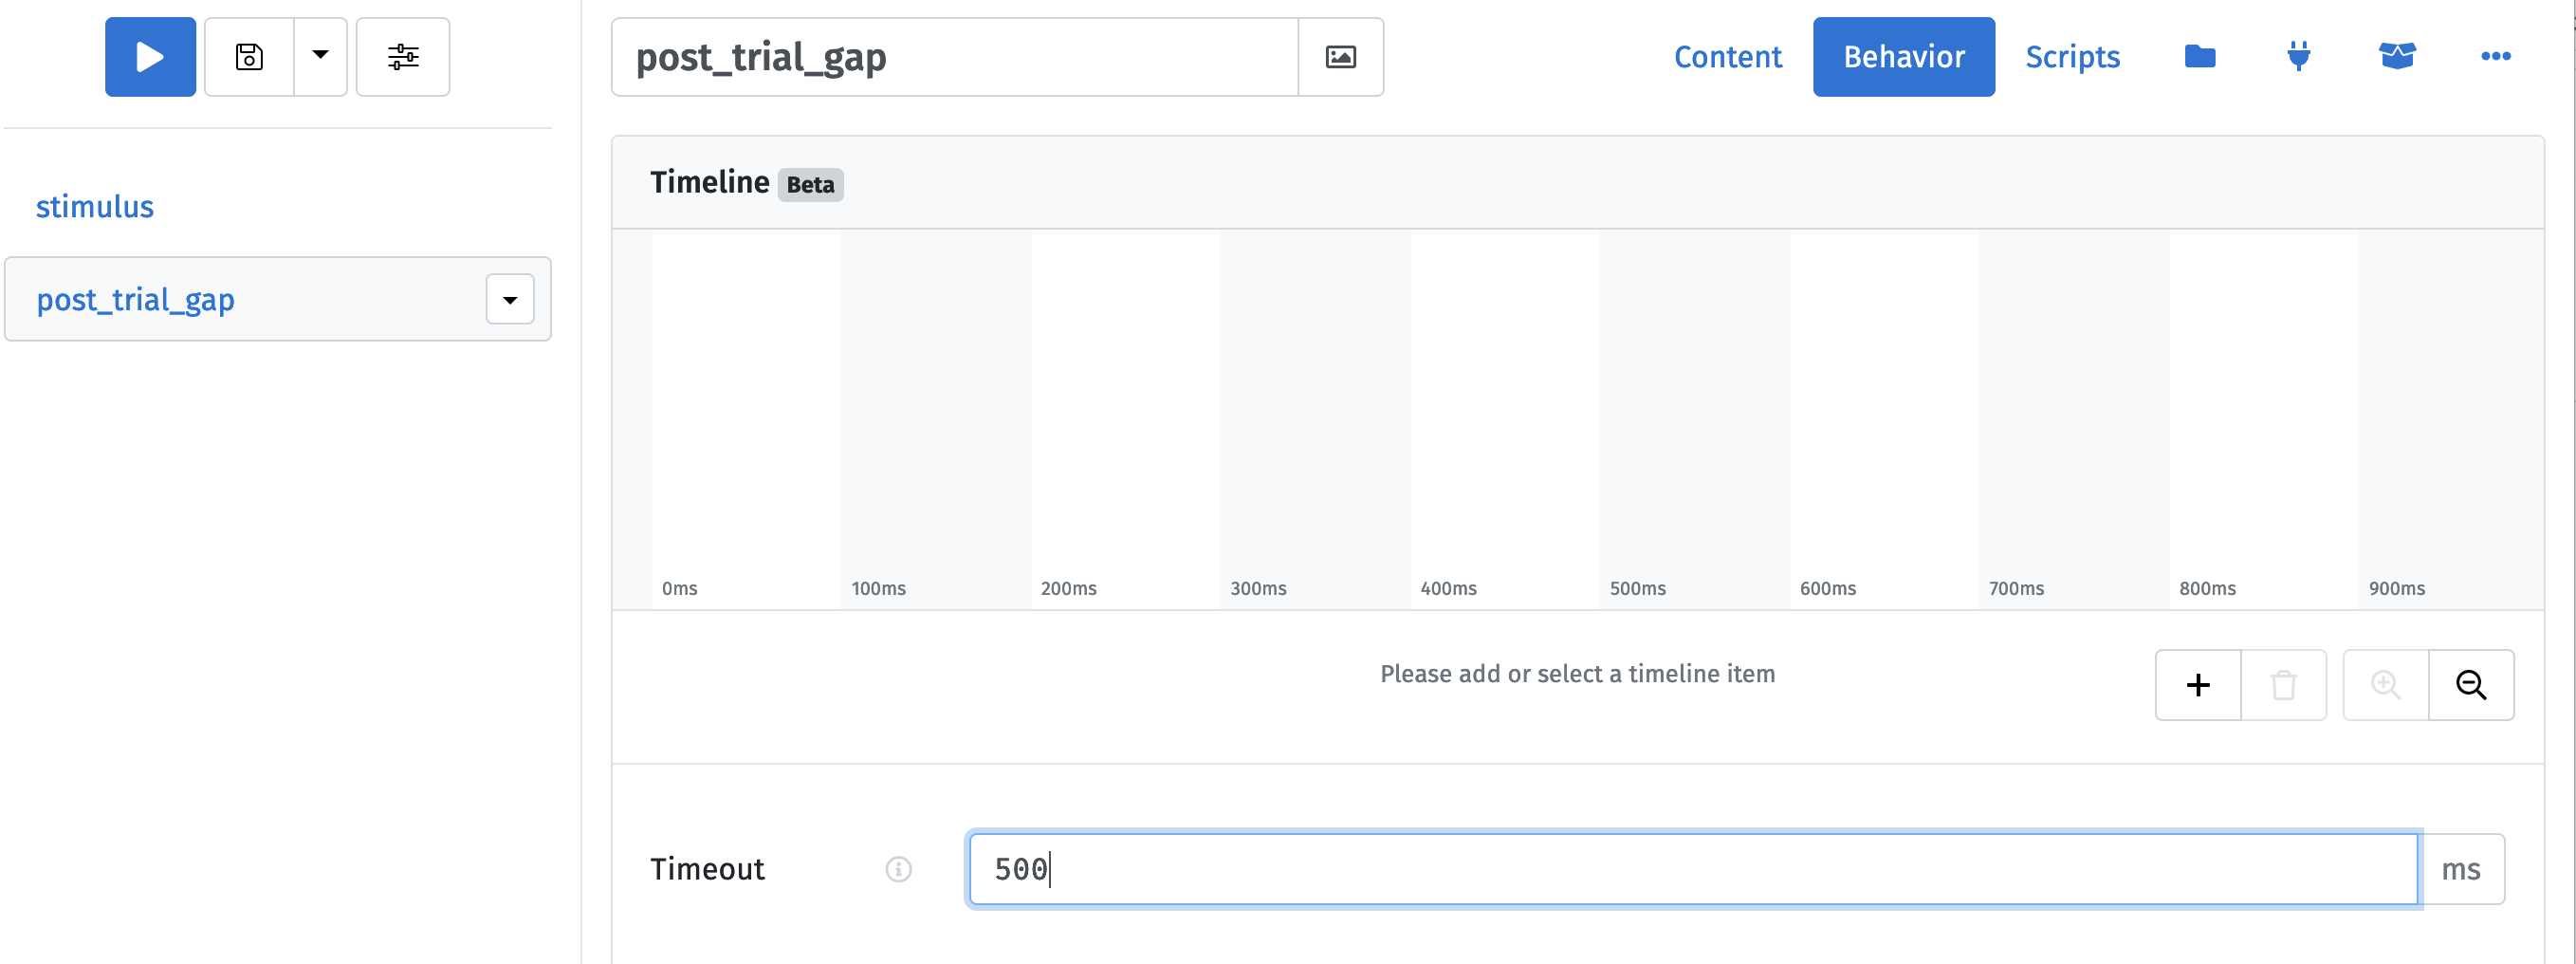 post_trial_gap
Content Behavior Scripts
stimulus
post_trial_gap
Timeline Beta
0ms 100ms 200ms 300ms 400ms 500ms 600ms 700ms 800ms 900ms
Please add or select a timeline item
Timeout 500 ms